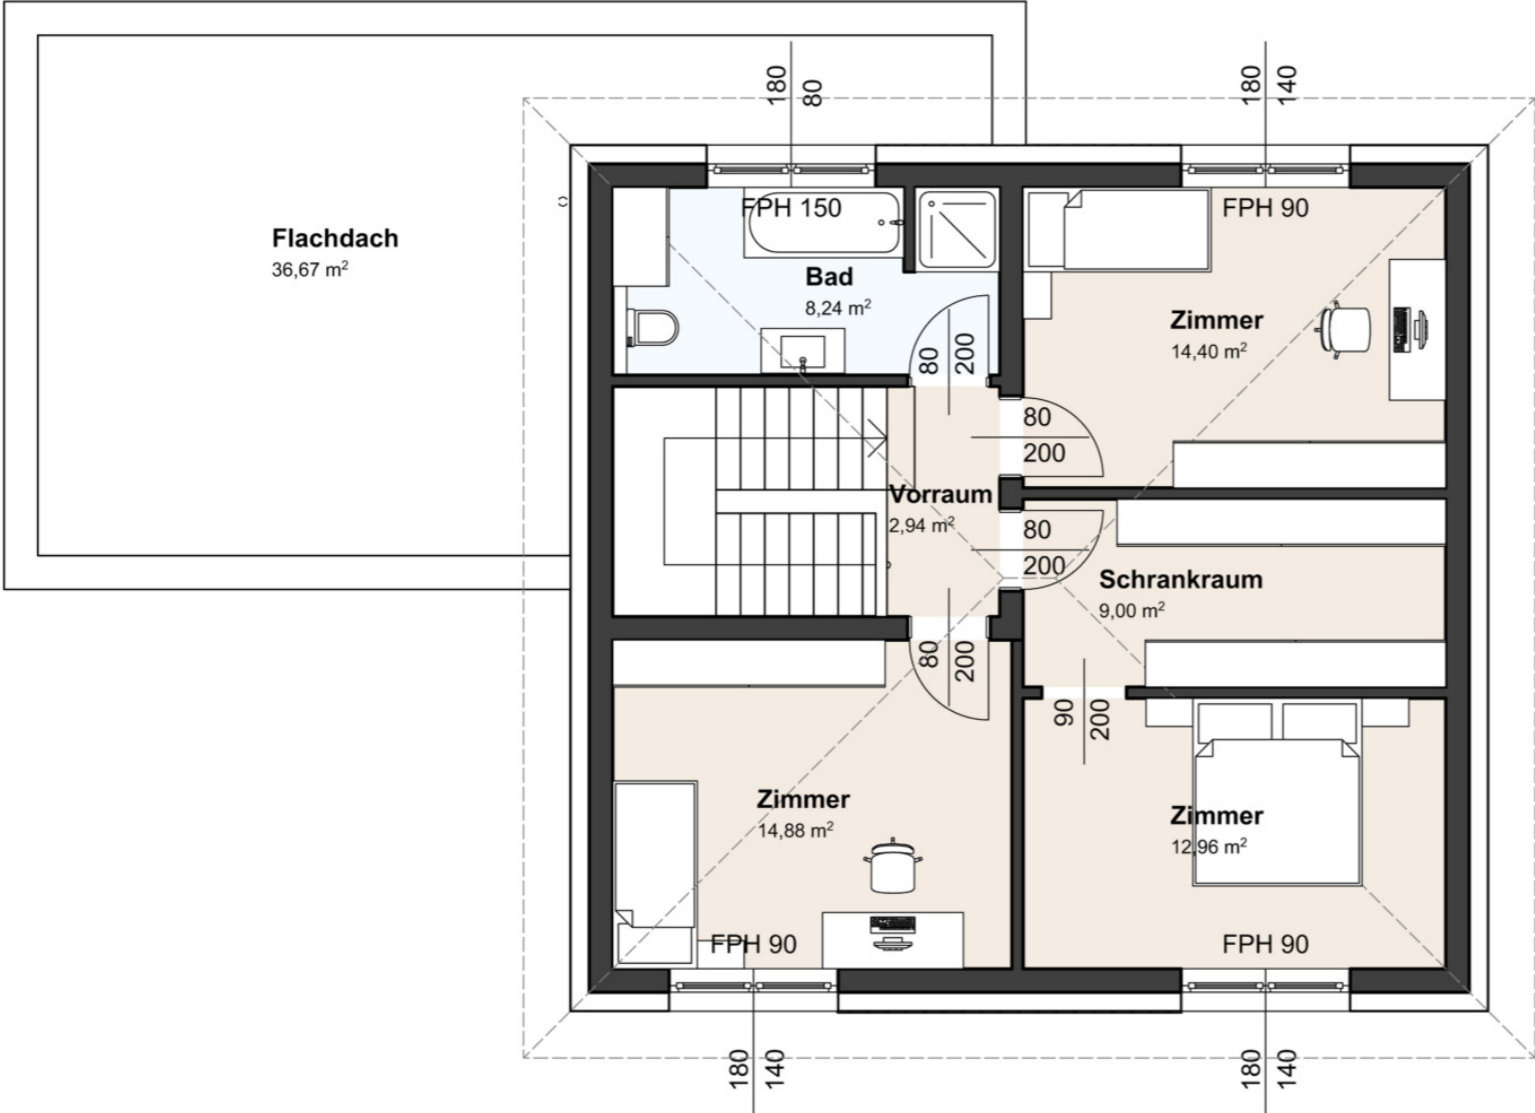 180
80
180
140
FPH 150
FPH 90
Flachdach
36,67 m²
Bad
8,24 m²
Zimmer
14,40 m²
80
200
80
200
Vorraum
2,94 m²
80
200
Schrankraum
9,00 m²
80
200
90
200
Zimmer
14,88 m²
Zimmer
12,96 m²
FPH 90
FPH 90
180
140
180
140